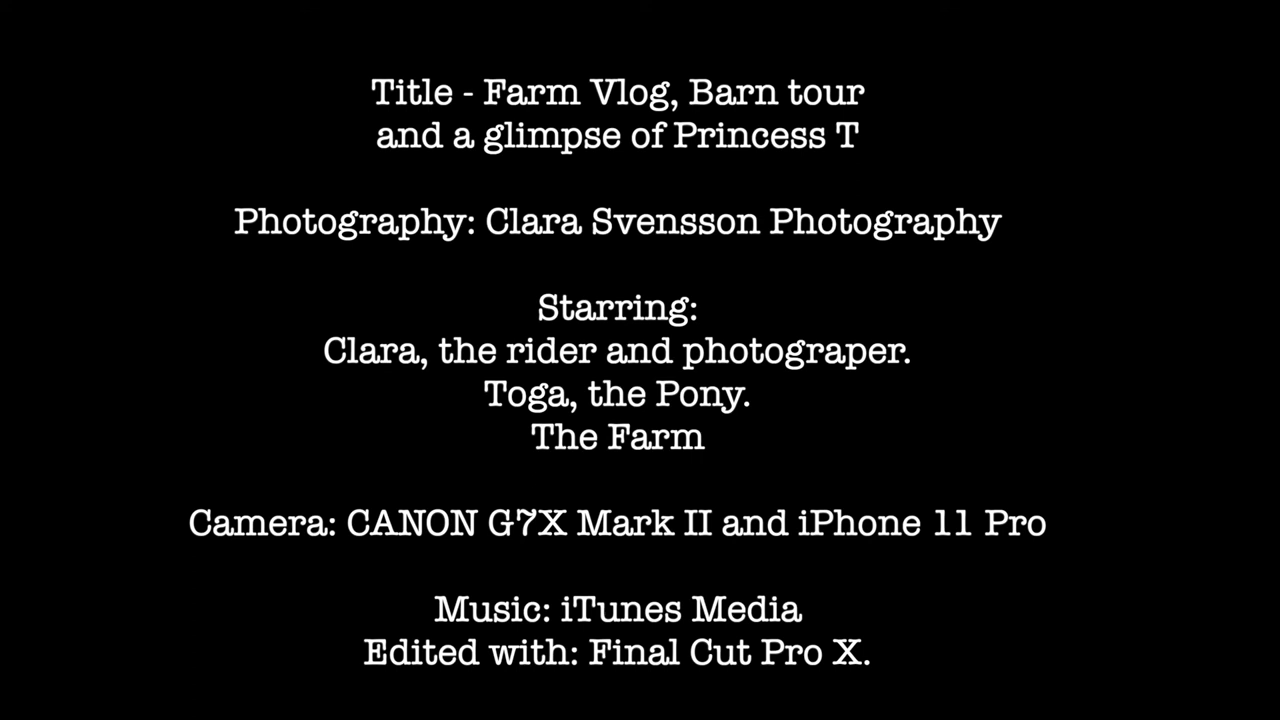 Title - Farm Vlog, Barn tour
and a glimpse of Princess T
Photography: Clara Svensson Photography
Starring:
Clara, the rider and photograper.
Toga, the Pony.
The Farm
Camera: CANON G7X Mark II and iPhone 11 Pro
Music: iTunes Media
Edited with: Final Cut Pro X.